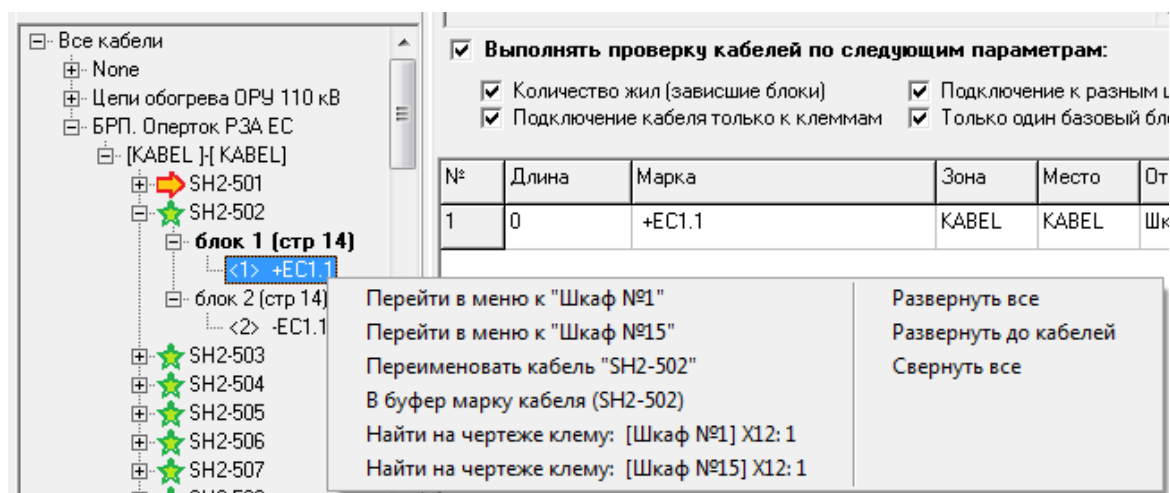 Все кабели
None
Цепи обогрева ОРУ 110 кВ
БРП. Оперток РЗА ЕС
[KABEL ]-[ KABEL]
SH2-501
SH2-502
блок 1 (стр 14)
<1> +EC1.1
блок 2 (стр 14)
<2> -EC1.1
SH2-503
SH2-504
SH2-505
SH2-506
SH2-507
Выполнять проверку кабелей по следующим параметрам:
Количество жил (зависшие блоки)
Подключение к разным
Подключение кабеля только к клеммам
Только один базовый
№ Длина Марка Зона Место
1 0 +EC1.1 KABEL KABEL
Перейти в меню к "Шкаф №1"
Перейти в меню к "Шкаф №15"
Переименовать кабель "SH2-502"
В буфер марку кабеля (SH2-502)
Найти на чертеже клему: [Шкаф №1] X12: 1
Найти на чертеже клему: [Шкаф №15] X12: 1
Развернуть все
Развернуть до кабелей
Свернуть все